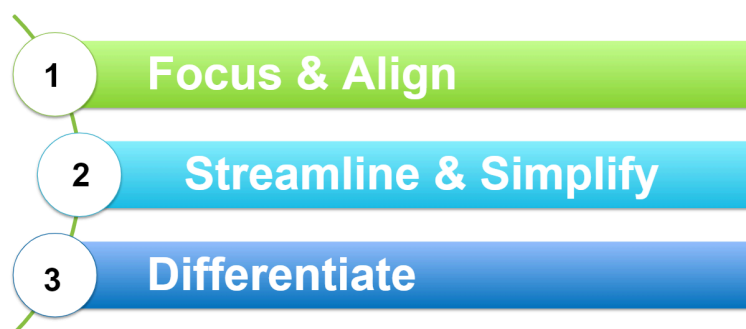 1 Focus & Align
2 Streamline & Simplify
3 Differentiate